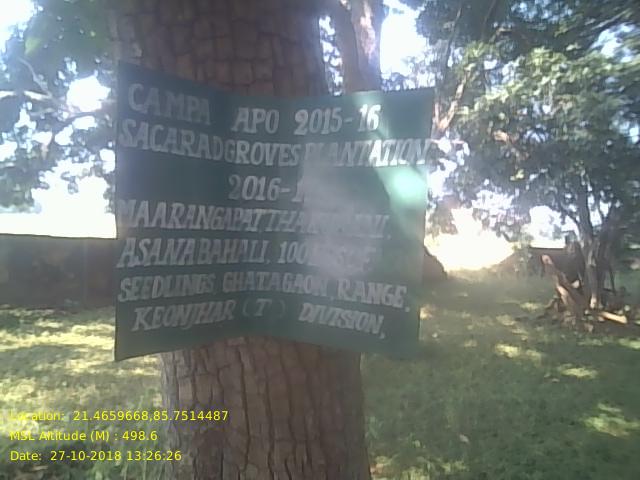 CAMPA APO 2015-16
SACARADGROVES PLANTATION
2016-
ASANABAHALI, 100
SEEDLINGS GHATAGAON, RANGE,
KEONJHAR (T) DIVISION,
Location: 21.4659668,85.7514487
MSL Altitude (M) : 498.6
Date: 27-10-2018 13:26:26